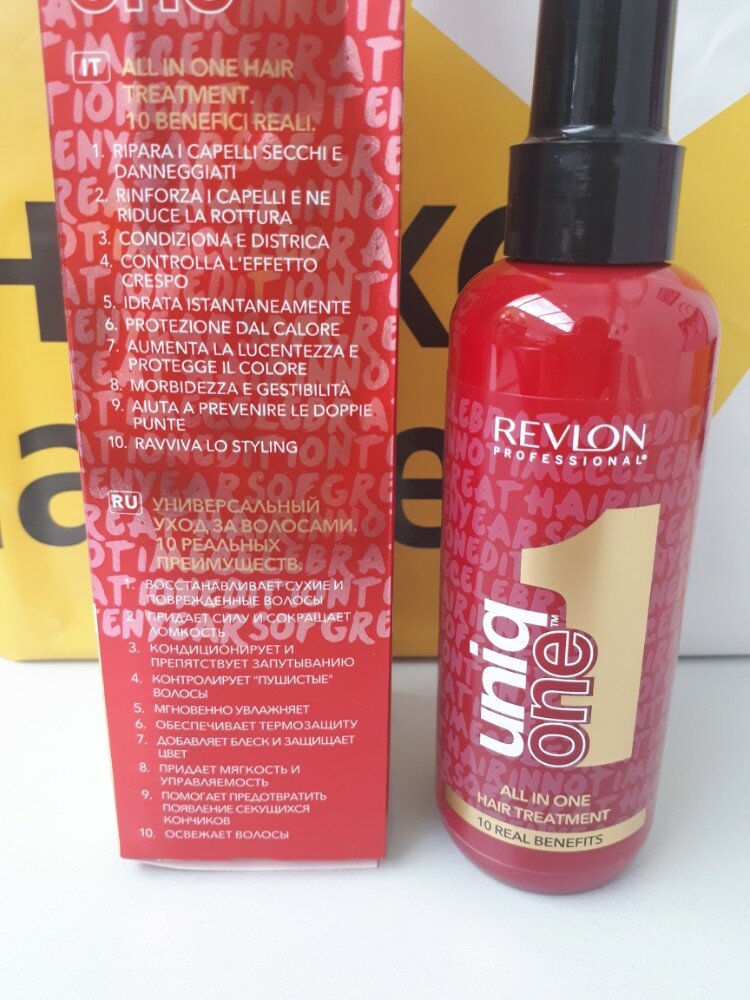 one
IT ALL IN ONE HAIR
TREATMENT.
10 BENEFICI REALI.
1. RIPARA I CAPELLI SECCHI E
DANNEGGIATI
2. RINFORZA I CAPELLI E NE
RIDUCE LA ROTTURA
3. CONDIZIONA E DISTRICA
4. CONTROLLA L'EFFETTO
CRESPO
5. IDRATA ISTANTANEAMENTE
6. PROTEZIONE DAL CALORE
7. AUMENTA LA LUCENTEZZA E
PROTEGGE IL COLORE
8. MORBIDEZZA E GESTIBILITÀ
9. AIUTA A PREVENIRE LE DOPPIE
PUNTE
10. RAVVIVA LO STYLING
RU УНИВЕРСАЛЬНЫЙ
УХОД ЗА ВОЛОСАМИ.
10 РЕАЛЬНЫХ
ПРЕИМУЩЕСТВ.
1. ВОССТАНАВЛИВАЕТ СУХИЕ И
ПОВРЕЖДЕННЫЕ ВОЛОСЫ
2. ПРИДАЕТ СИЛУ И СОКРАЩАЕТ
ЛОМКОСТЬ
3. КОНДИЦИОНИРУЕТ И
ПРЕПЯТСТВУЕТ ЗАПУТЫВАНИЮ
4. КОНТРОЛИРУЕТ "ПУШИСТЫЕ"
ВОЛОСЫ
5. МГНОВЕННО УВЛАЖНЯЕТ
6. ОБЕСПЕЧИВАЕТ ТЕРМОЗАЩИТУ
7. ДОБАВЛЯЕТ БЛЕСК И ЗАЩИЩАЕТ
ЦВЕТ
8. ПРИДАЕТ МЯГКОСТЬ И
УПРАВЛЯЕМОСТЬ
9. ПОМОГАЕТ ПРЕДОТВРАТИТЬ
ПОЯВЛЕНИЕ СЕКУЩИХСЯ
КОНЧИКОВ
10. ОСВЕЖАЕТ ВОЛОСЫ
REVLON
PROFESSIONAL®
uniq
one™
1
ALL IN ONE
HAIR TREATMENT
10 REAL BENEFITS